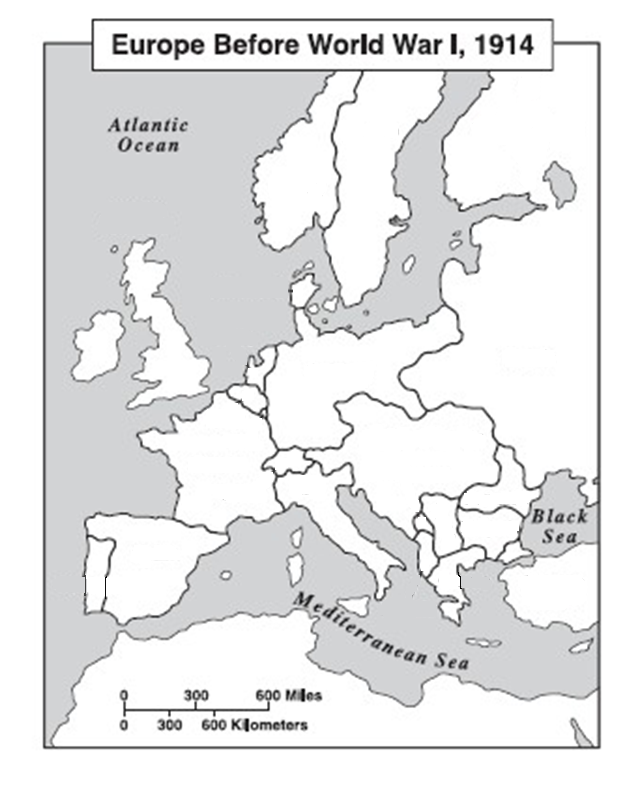 Europe Before World War I, 1914
Atlantic
Ocean
Black
Sea
Mediterranean Sea
0 300 600 Miles
0 300 600 Kilometers